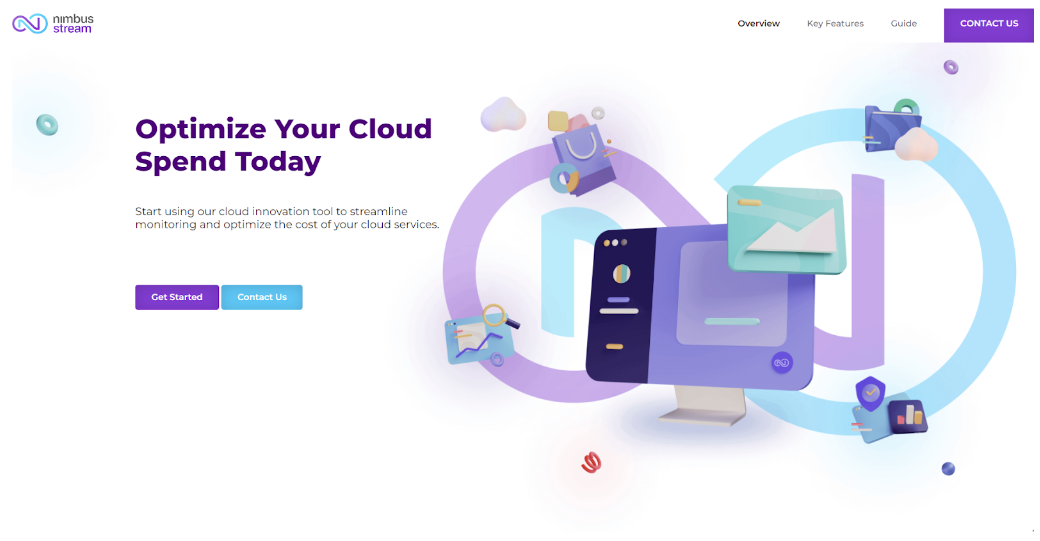 nimbus
stream
Overview
Key Features
Guide
CONTACT US
Optimize Your Cloud
Spend Today
Start using our cloud innovation tool to streamline
monitoring and optimize the cost of your cloud services.
Get Started
Contact Us